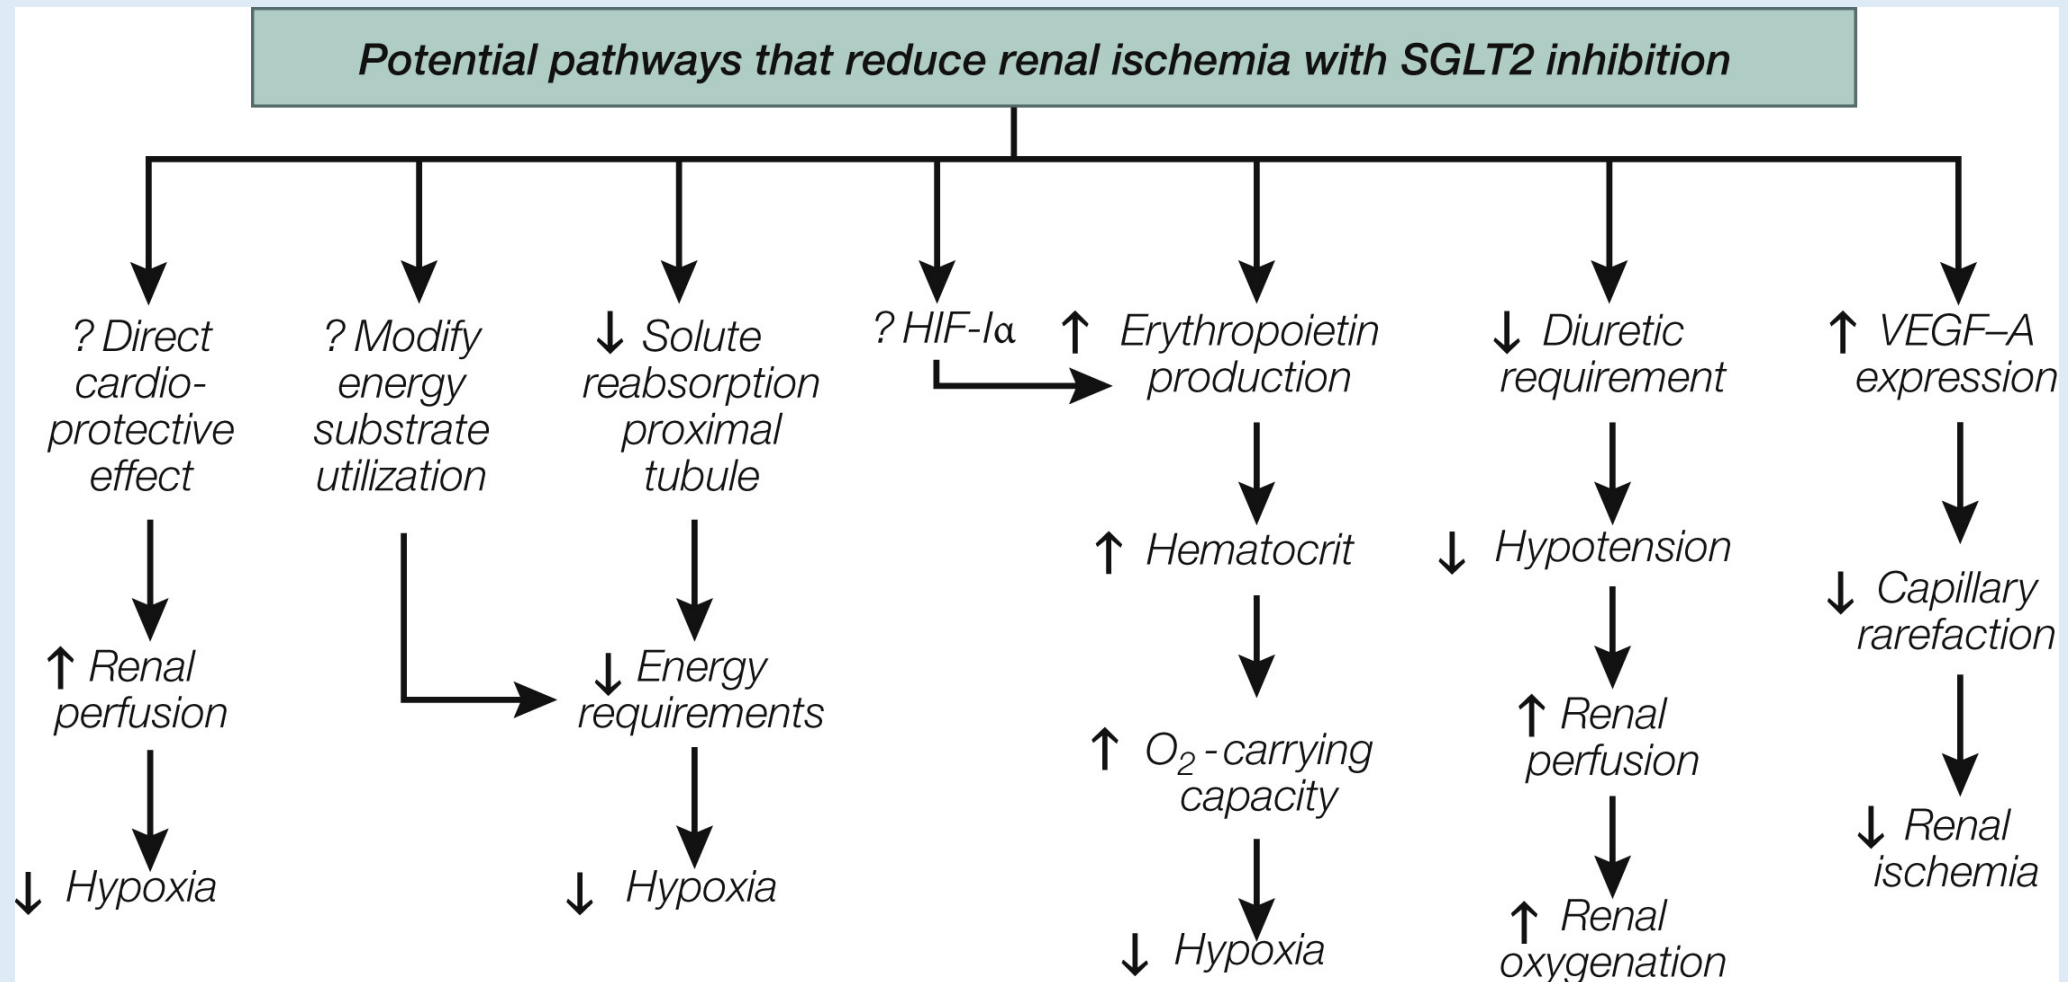 Potential pathways that reduce renal ischemia with SGLT2 inhibition
? Direct
cardio-
protective
effect
↑ Renal
perfusion
↓ Hypoxia
? Modify
energy
substrate
utilization
↓ Solute
reabsorption
proximal
tubule
↓ Energy
requirements
↓ Hypoxia
? HIF-Iα
↑ Erythropoietin
production
↑ Hematocrit
↑ O₂-carrying
capacity
↓ Hypoxia
↓ Diuretic
requirement
↓ Hypotension
↑ Renal
perfusion
↑ Renal
oxygenation
↑ VEGF–A
expression
↓ Capillary
rarefaction
↓ Renal
ischemia